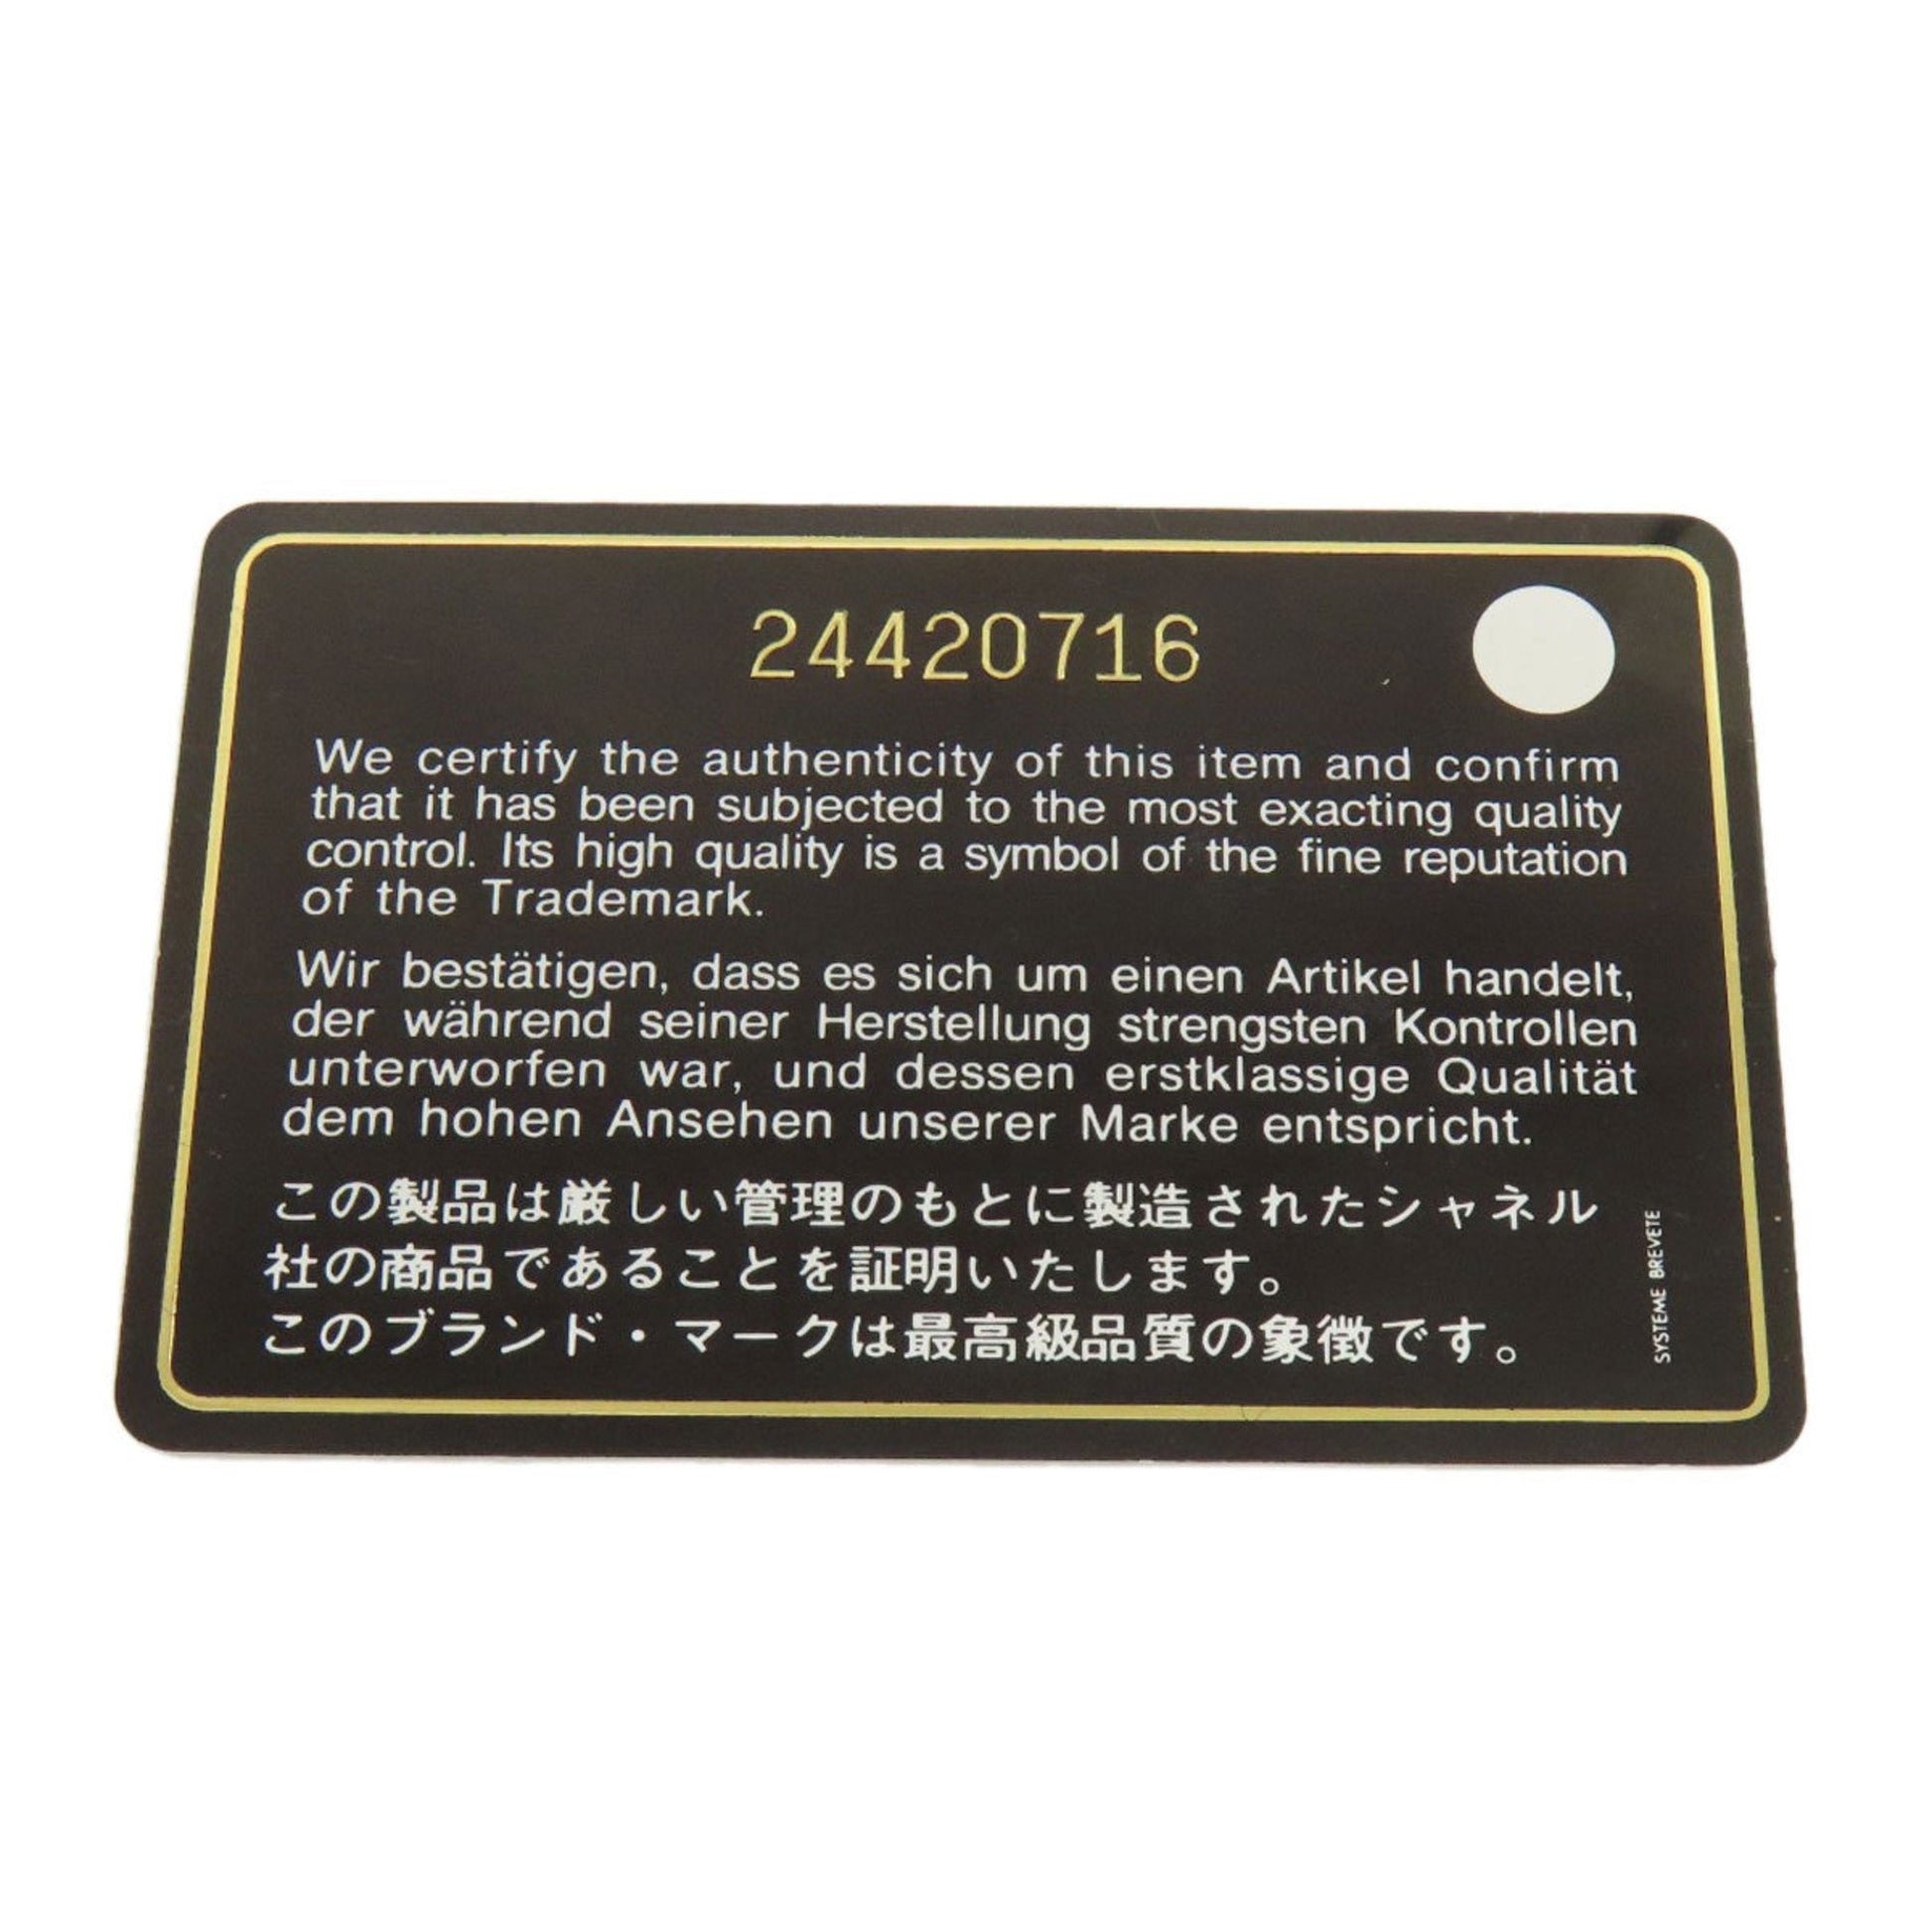 24420716
We certify the authenticity of this item and confirm
that it has been subjected to the most exacting quality
control. Its high quality is a symbol of the fine reputation
of the Trademark.
Wir bestätigen, dass es sich um einen Artikel handelt,
der während seiner Herstellung strengsten Kontrollen
unterworfen war, und dessen erstklassige Qualität
dem hohen Ansehen unserer Marke entspricht.
この製品は厳しい管理のもとに製造されたシャネル
社の商品であることを証明いたします。
このブランド・マークは最高級品質の象徴です。
SYSTEME BREVETE